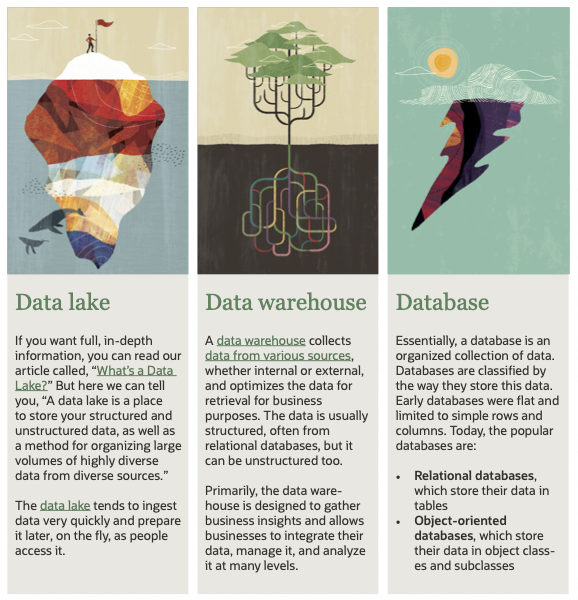 Data lake
If you want full, in-depth
information, you can read our
article called, “What’s a Data
Lake?” But here we can tell
you, “A data lake is a place
to store your structured and
unstructured data, as well as
a method for organizing large
volumes of highly diverse
data from diverse sources.”
The data lake tends to ingest
data very quickly and prepare
it later, on the fly, as people
access it.
Data warehouse
A data warehouse collects
data from various sources,
whether internal or external,
and optimizes the data for
retrieval for business
purposes. The data is usually
structured, often from
relational databases, but it
can be unstructured too.
Primarily, the data ware-
house is designed to gather
business insights and allows
businesses to integrate their
data, manage it, and analyze
it at many levels.
Database
Essentially, a database is an
organized collection of data.
Databases are classified by
the way they store this data.
Early databases were flat and
limited to simple rows and
columns. Today, the popular
databases are:
• Relational databases,
which store their data in
tables
• Object-oriented
databases, which store
their data in object class-
es and subclasses